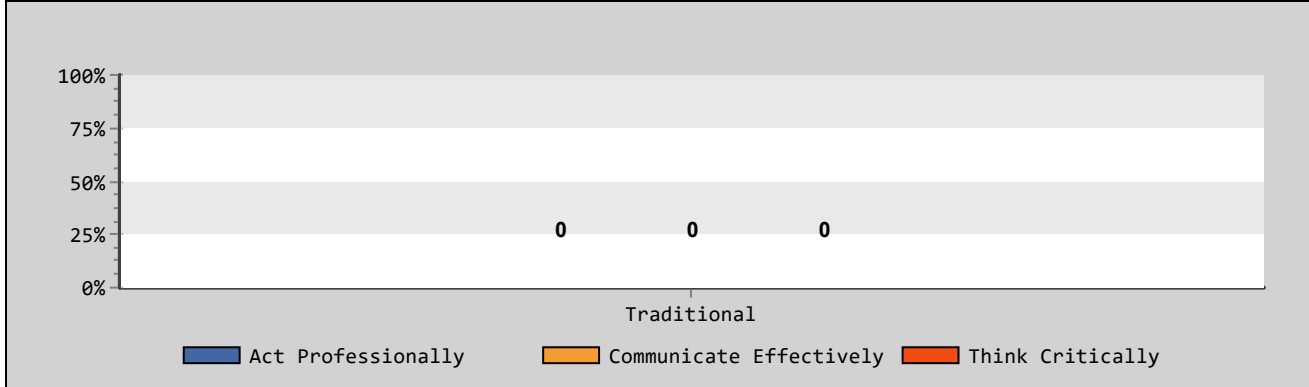 100%
75%
50%
25%
0%
0 0 0
Traditional
Act Professionally Communicate Effectively Think Critically